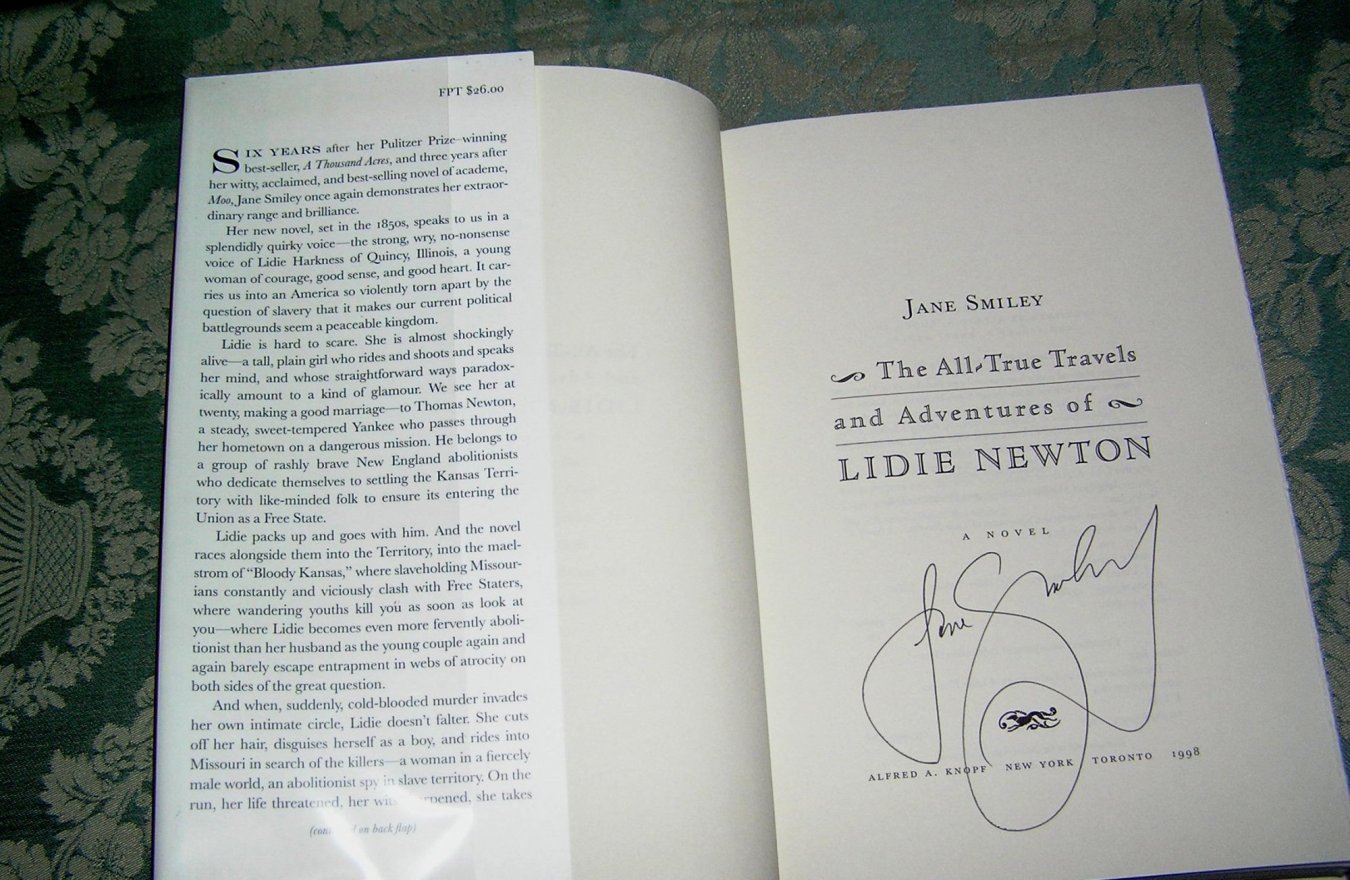 FPT $26.00
SIX YEARS after her Pulitzer Prize–winning
best-seller, A Thousand Acres, and three years after
her witty, acclaimed, and best-selling novel of academe,
Moo, Jane Smiley once again demonstrates her extraor-
dinary range and brilliance.
Her new novel, set in the 1850s, speaks to us in a
splendidly quirky voice—the strong, wry, no-nonsense
voice of Lidie Harkness of Quincy, Illinois, a young
woman of courage, good sense, and good heart. It car-
ries us into an America so violently torn apart by the
question of slavery that it makes our current political
battlegrounds seem a peaceable kingdom.
Lidie is hard to scare. She is almost shockingly
alive—a tall, plain girl who rides and shoots and speaks
her mind, and whose straightforward ways paradox-
ically amount to a kind of glamour. We see her at
twenty, making a good marriage—to Thomas Newton,
a steady, sweet-tempered Yankee who passes through
her hometown on a dangerous mission. He belongs to
a group of rashly brave New England abolitionists
who dedicate themselves to settling the Kansas Terri-
tory with like-minded folk to ensure its entering the
Union as a Free State.
Lidie packs up and goes with him. And the novel
races alongside them into the Territory, into the mael-
strom of "Bloody Kansas," where slaveholding Missour-
ians constantly and viciously clash with Free Staters,
where wandering youths kill you as soon as look at
you—where Lidie becomes even more fervently aboli-
tionist than her husband as the young couple again and
again barely escape entrapment in webs of atrocity on
both sides of the great question.
And when, suddenly, cold-blooded murder invades
her own intimate circle, Lidie doesn't falter. She cuts
off her hair, disguises herself as a boy, and rides into
Missouri in search of the killers—a woman in a fiercely
male world, an abolitionist spy in slave territory. On the
run, her life threatened, her she takes
on back flap)
JANE SMILEY
The All-True Travels
and Adventures of
LIDIE NEWTON
A NOVEL
Jane Smiley
ALFRED A. KNOPF NEW YORK TORONTO 1998